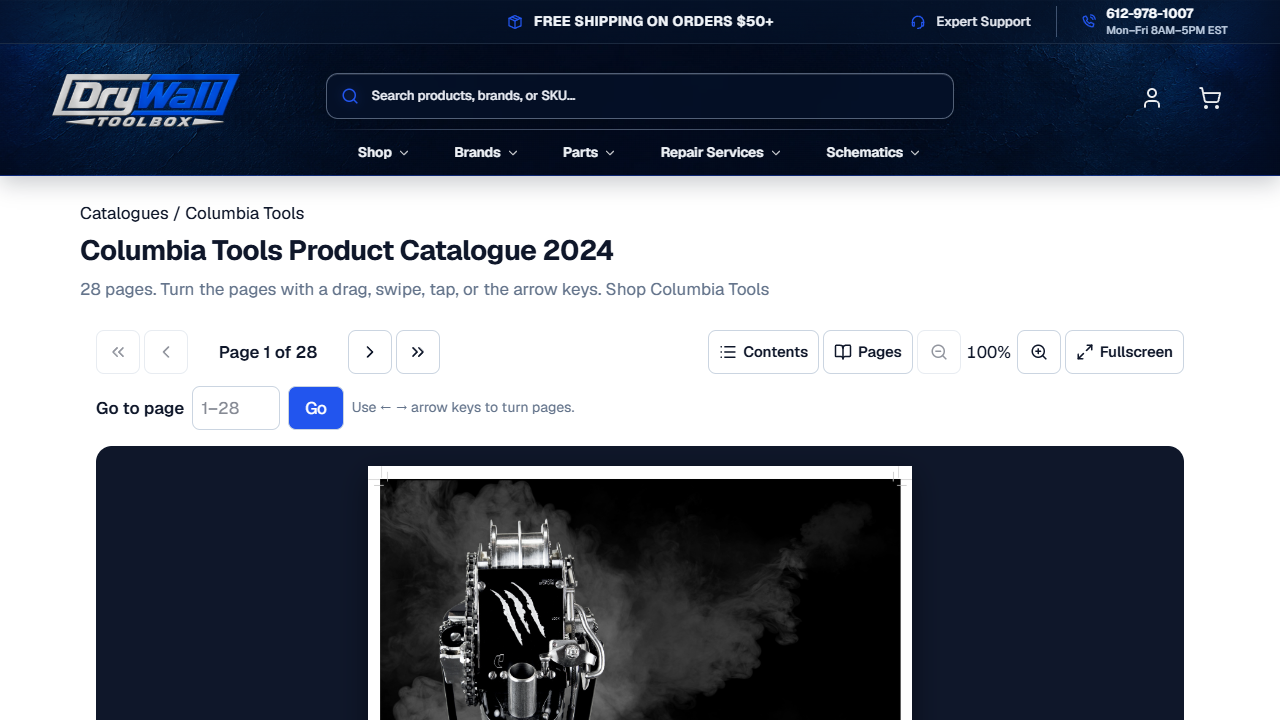 FREE SHIPPING ON ORDERS $50+
Expert Support
612-978-1007
Mon–Fri 8AM–5PM EST
DryWall
TOOLBOX
Search products, brands, or SKU...
Shop
Brands
Parts
Repair Services
Schematics
Catalogues / Columbia Tools
Columbia Tools Product Catalogue 2024
28 pages. Turn the pages with a drag, swipe, tap, or the arrow keys. Shop Columbia Tools
Page 1 of 28
Contents
Pages
100%
Fullscreen
Go to page
1–28
Go
Use ← → arrow keys to turn pages.